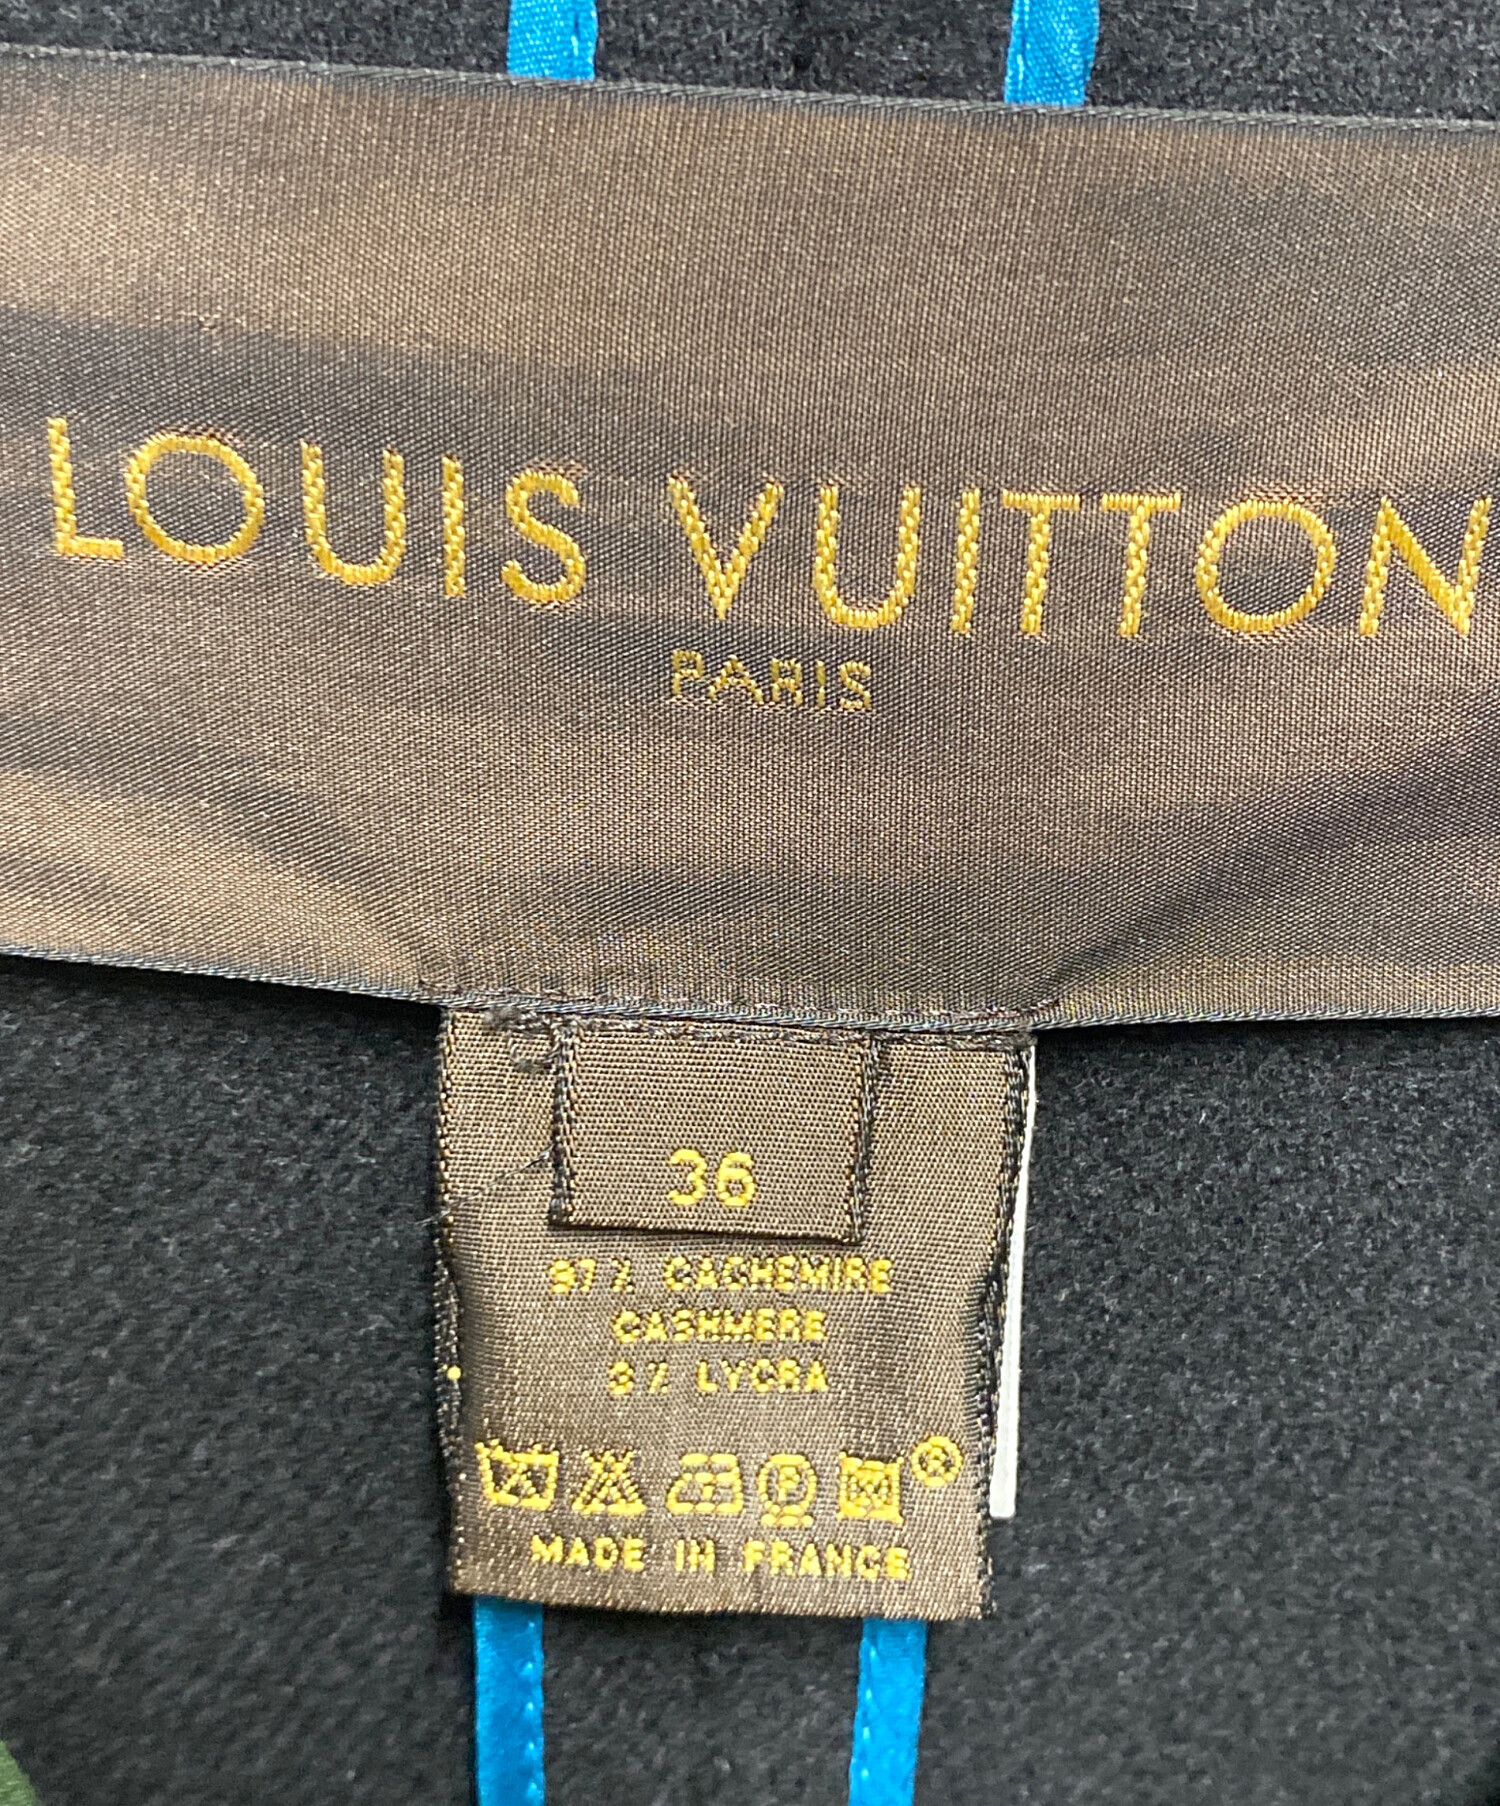 LOUIS VUITTON
PARIS
36
97% CACHEMIRE
CASHMERE
3% LYCRA
P M ®
MADE IN FRANCE